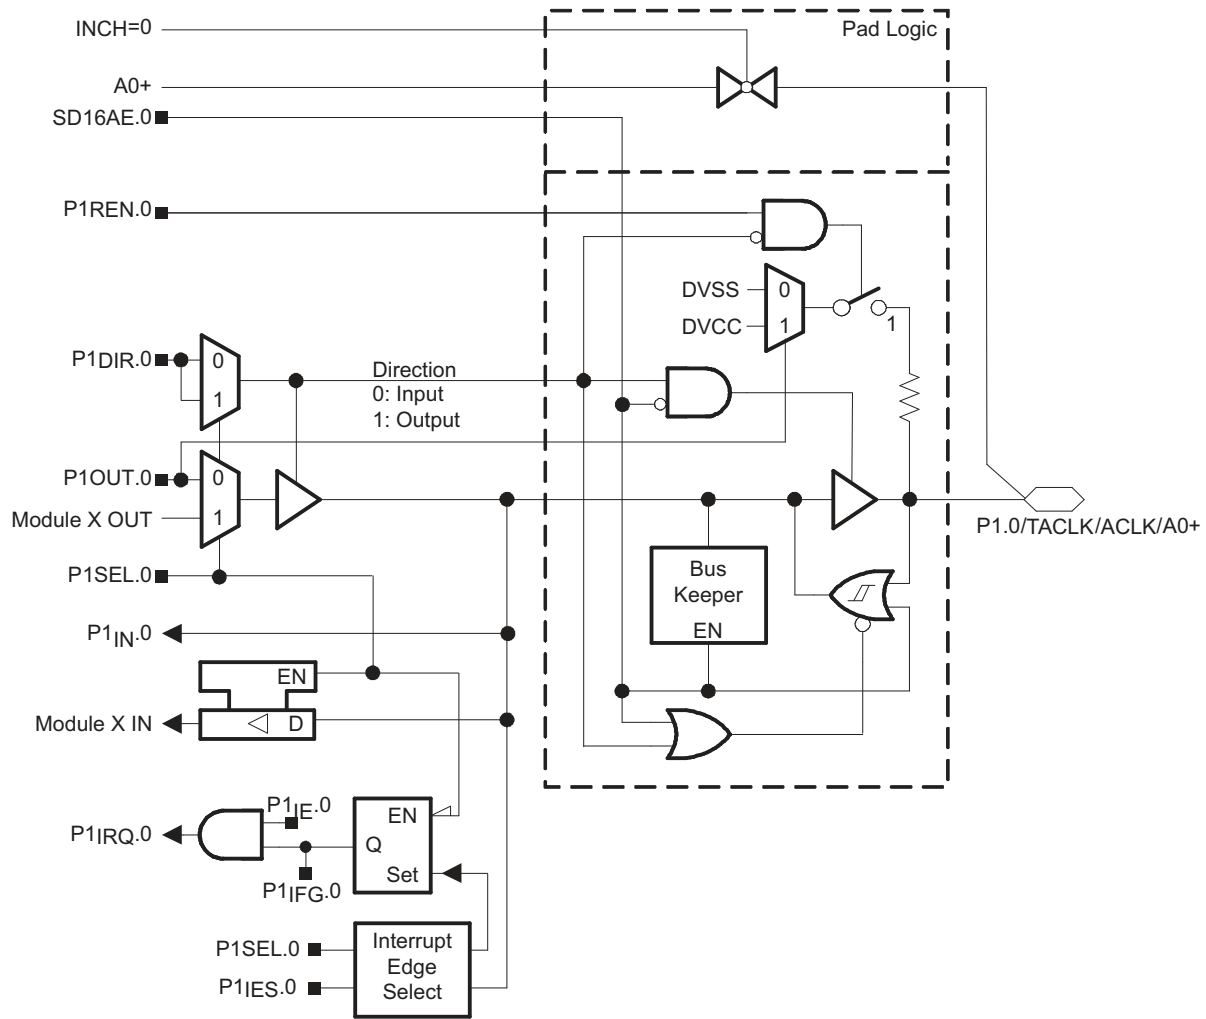 INCH=0
Pad Logic
A0+
SD16AE.0
P1REN.0
DVSS
0
DVCC
1
1
P1DIR.0
0
1
Direction
0: Input
1: Output
P1OUT.0
0
Module X OUT
1
P1.0/TACLK/ACLK/A0+
P1SEL.0
Bus
Keeper
EN
P1IN.0
EN
Module X IN
D
P1IE.0
P1IRQ.0
EN
Q
Set
P1IFG.0
P1SEL.0
P1IES.0
Interrupt
Edge
Select